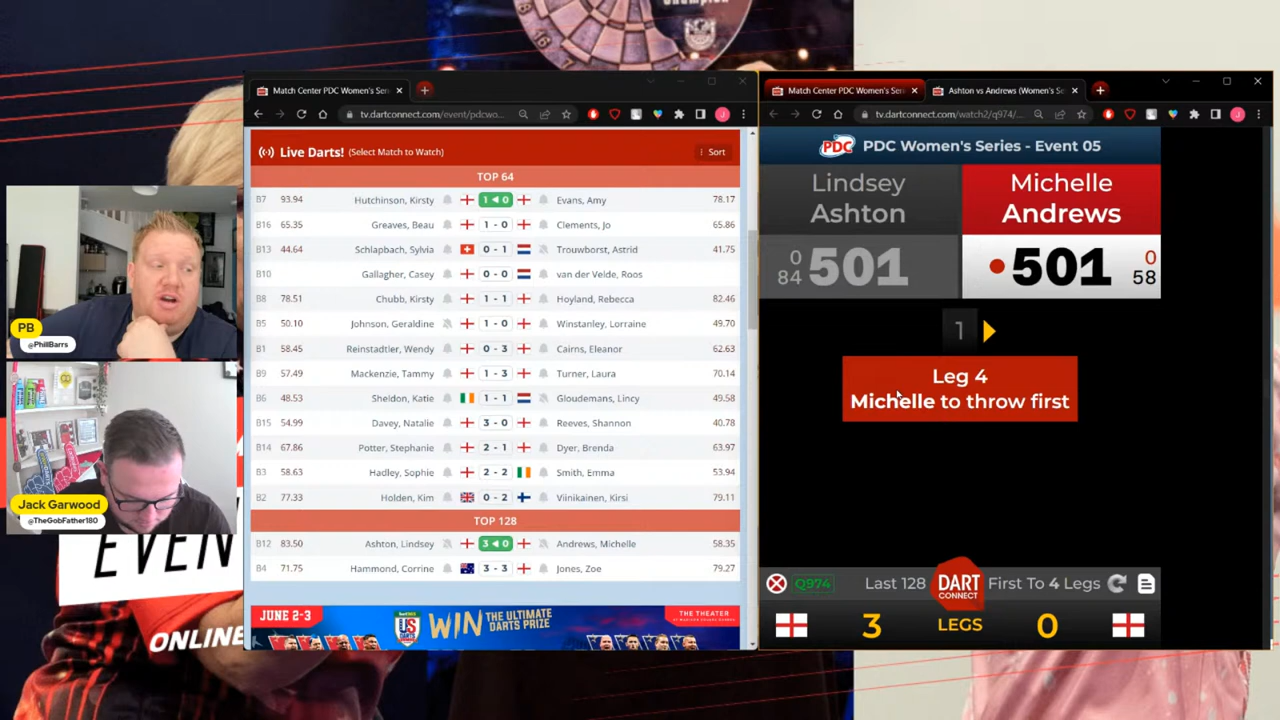 Champion
16
Match Center PDC Women's Seri
tv.dartconnect.com/event/pdcwo...
J
Live Darts! (Select Match to Watch)
Sort
TOP 64
B7 93.94 Hutchinson, Kirsty 1 ◄ 0 Evans, Amy 78.17
B16 65.35 Greaves, Beau 1 - 0 Clements, Jo 65.86
B13 44.64 Schlapbach, Sylvia 0 - 1 Trouwborst, Astrid 41.75
B10 Gallagher, Casey 0 - 0 van der Velde, Roos
B8 78.51 Chubb, Kirsty 1 - 1 Hoyland, Rebecca 82.46
B5 50.10 Johnson, Geraldine 1 - 0 Winstanley, Lorraine 49.70
B1 58.45 Reinstadtler, Wendy 0 - 3 Cairns, Eleanor 62.63
B9 57.49 Mackenzie, Tammy 1 - 3 Turner, Laura 70.14
B6 48.53 Sheldon, Katie 1 - 1 Gloudemans, Lincy 49.58
B15 54.99 Davey, Natalie 3 - 0 Reeves, Shannon 40.78
B14 67.86 Potter, Stephanie 2 - 1 Dyer, Brenda 63.97
B3 58.63 Hadley, Sophie 2 - 2 Smith, Emma 53.94
B2 77.33 Holden, Kim 0 - 2 Viinikainen, Kirsi 79.11
TOP 128
B12 83.50 Ashton, Lindsey 3 ◄ 0 Andrews, Michelle 58.35
B4 71.75 Hammond, Corrine 3 - 3 Jones, Zoe 79.27
JUNE 2-3
US DARTS
WIN THE ULTIMATE
DARTS PRIZE
THE THEATER
Match Center PDC Women's Seri
Ashton vs Andrews (Women's Se
tv.dartconnect.com/watch2/q974/...
J
PDC PDC Women's Series - Event 05
Lindsey
Ashton
Michelle
Andrews
0
84 501
501 0
58
1
Leg 4
Michelle to throw first
Q974 Last 128 DART CONNECT First To 4 Legs
3 LEGS 0
PB
@PhillBarrs
Jack Garwood
@TheGobFather180
EVEN
ONLINE